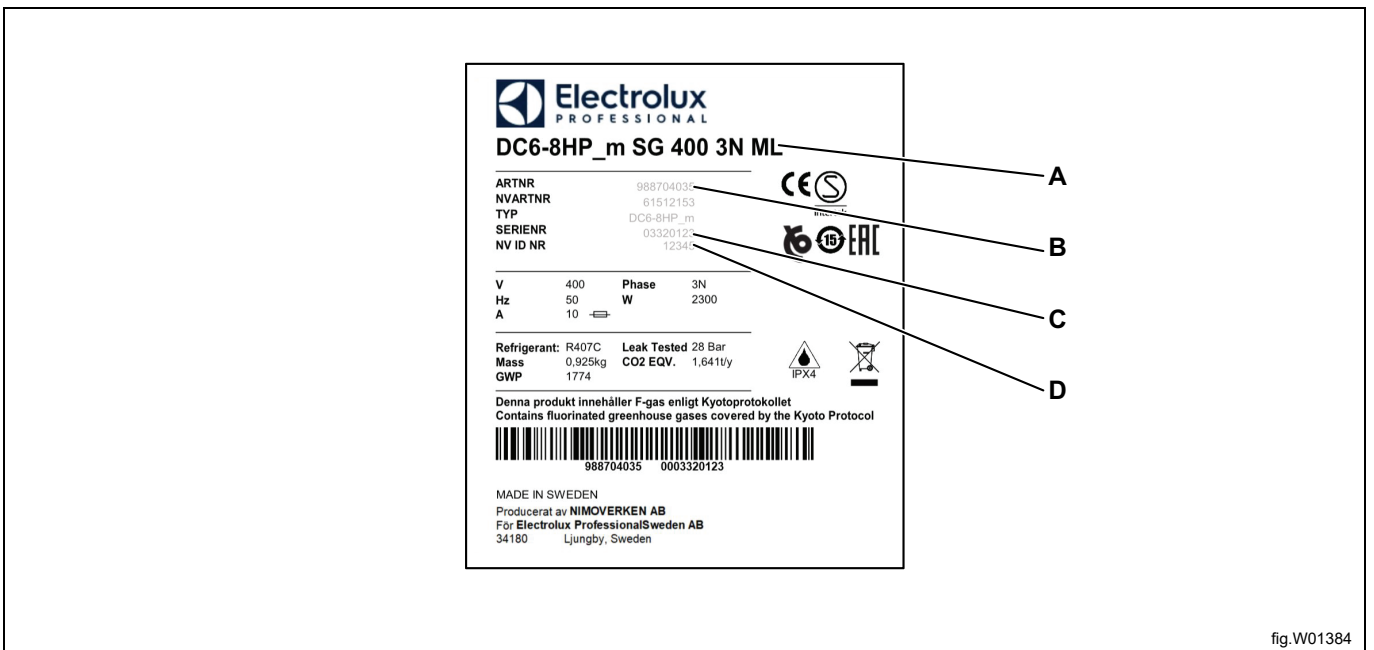 Electrolux
PROFESSIONAL
DC6-8HP_m SG 400 3N ML
A
ARTNR 988704035
NVARTNR 61512153
TYP DC6-8HP_m
SERIENR 03320123
NV ID NR 12345
CE S
Intertek
15 EAC
B
V 400 Phase 3N
Hz 50 W 2300
A 10
C
Refrigerant: R407C Leak Tested 28 Bar
Mass 0,925kg CO2 EQV. 1,641t/y
GWP 1774
IPX4
D
Denna produkt innehåller F-gas enligt Kyotoprotokollet
Contains fluorinated greenhouse gases covered by the Kyoto Protocol
988704035 0003320123
MADE IN SWEDEN
Producerat av NIMOVERKEN AB
För Electrolux ProfessionalSweden AB
34180 Ljungby, Sweden
fig.W01384